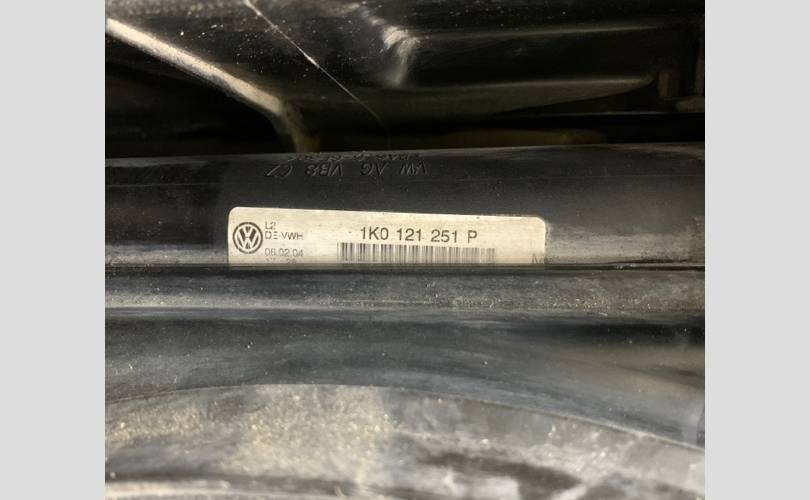 VW AG VB8 67
L2
DE-VWH
1K0 121 251 P
06.02.04